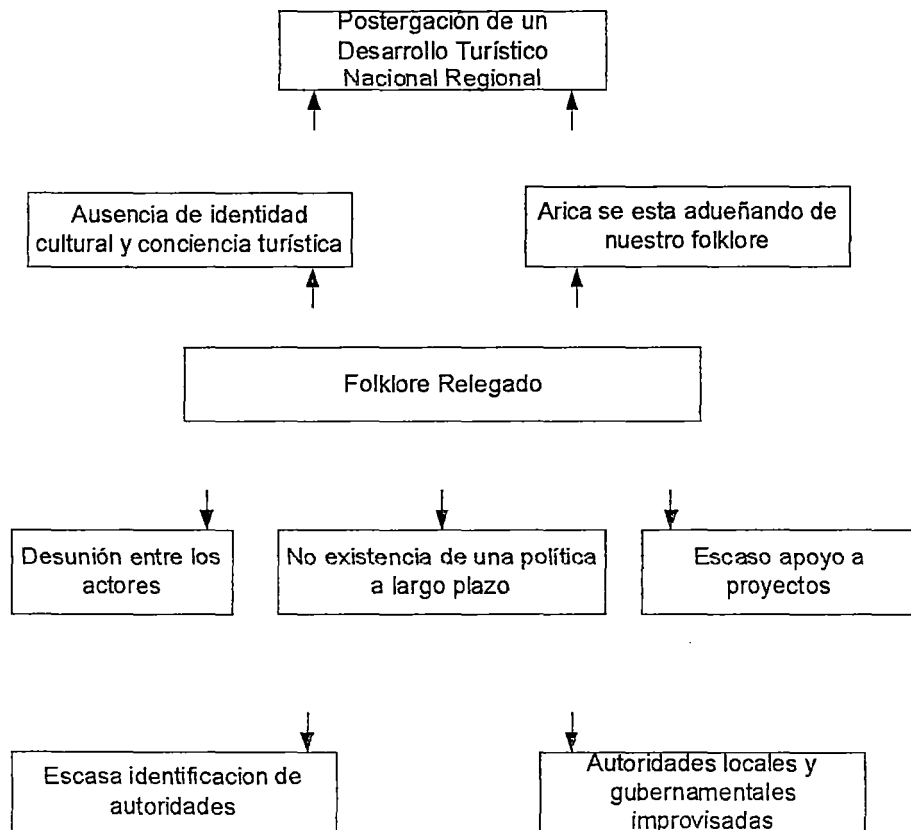 Postergación de un
Desarrollo Turístico
Nacional Regional
Ausencia de identidad
cultural y conciencia turística
Arica se esta adueñando de
nuestro folklore
Folklore Relegado
Desunión entre los
actores
No existencia de una política
a largo plazo
Escaso apoyo a
proyectos
Escasa identificacion de
autoridades
Autoridades locales y
gubernamentales
improvisadas